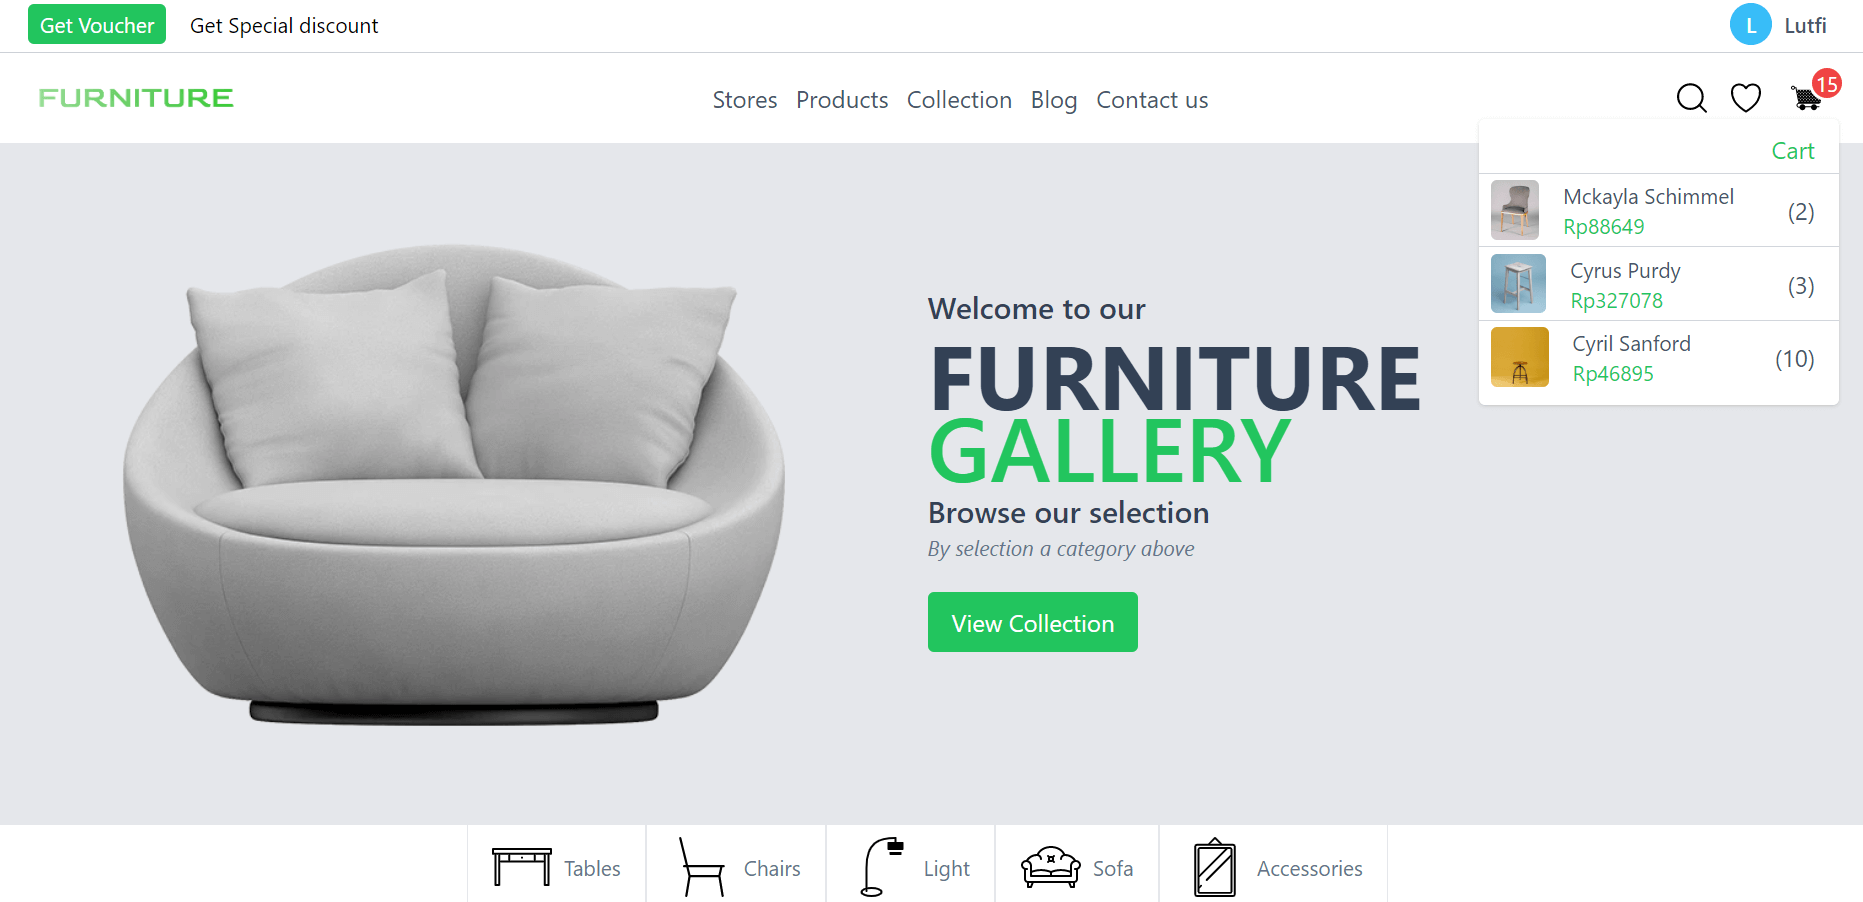 Get Voucher Get Special discount
L Lutfi
FURNITURE
Stores Products Collection Blog Contact us
15
Cart
Mckayla Schimmel
Rp88649
(2)
Cyrus Purdy
Rp327078
(3)
Cyril Sanford
Rp46895
(10)
Welcome to our
FURNITURE
GALLERY
Browse our selection
By selection a category above
View Collection
Tables Chairs Light Sofa Accessories